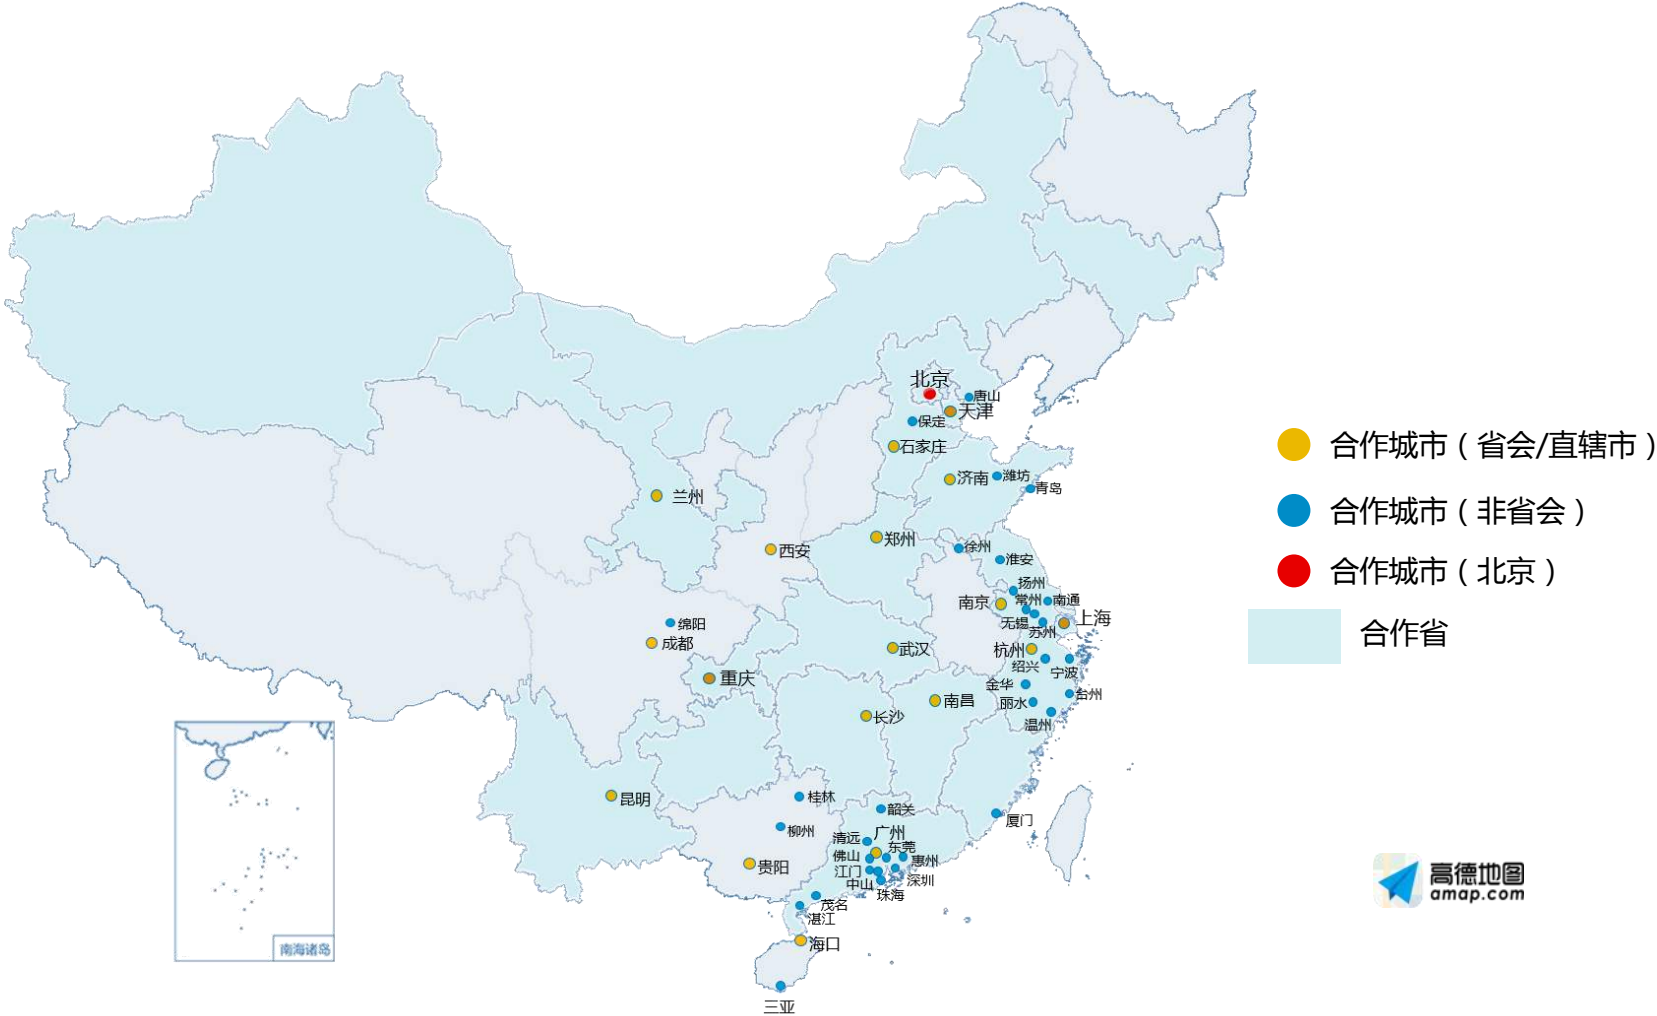 北京
唐山
天津
保定
石家庄
济南
潍坊
青岛
兰州
郑州
西安
徐州
淮安
扬州
南京
常州
南通
无锡
苏州
上海
绵阳
成都
武汉
杭州
绍兴
宁波
重庆
金华
台州
南昌
丽水
长沙
温州
昆明
桂林
韶关
厦门
柳州
清远
广州
东莞
佛山
惠州
贵阳
江门
深圳
中山
珠海
茂名
湛江
海口
三亚
南海诸岛
合作城市（省会/直辖市）
合作城市（非省会）
合作城市（北京）
合作省
高德地图
amap.com